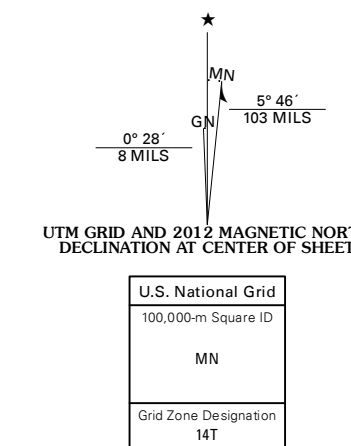 ★
MN
GN
5° 46´
103 MILS
0° 28´
8 MILS
UTM GRID AND 2012 MAGNETIC NOR
DECLINATION AT CENTER OF SHEET
U.S. National Grid
100,000-m Square ID
MN
Grid Zone Designation
14T